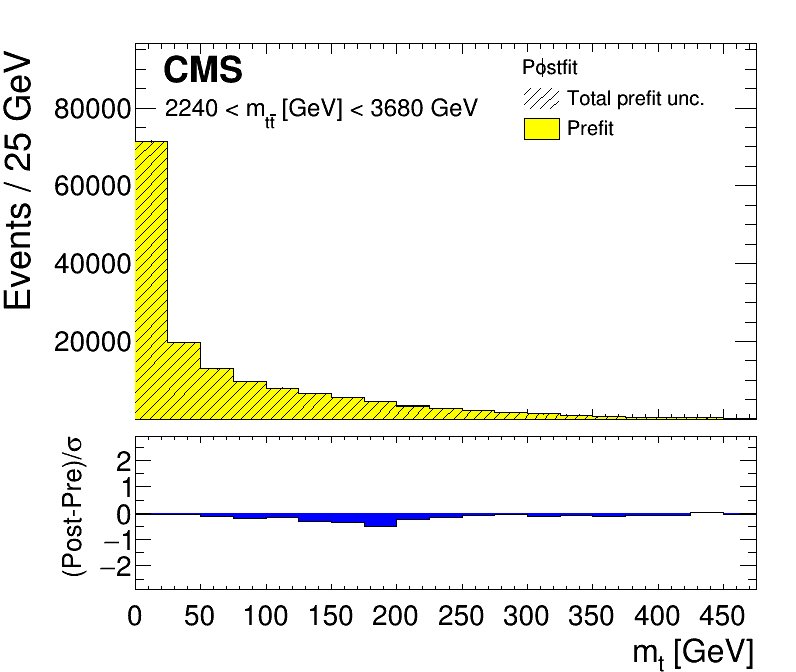 CMS
2240 < m_tt̄ [GeV] < 3680 GeV
Postfit
Total prefit unc.
Prefit
Events / 25 GeV
80000
60000
40000
20000
(Post-Pre)/σ
2
1
0
−1
−2
0 50 100 150 200 250 300 350 400 450
m_t [GeV]